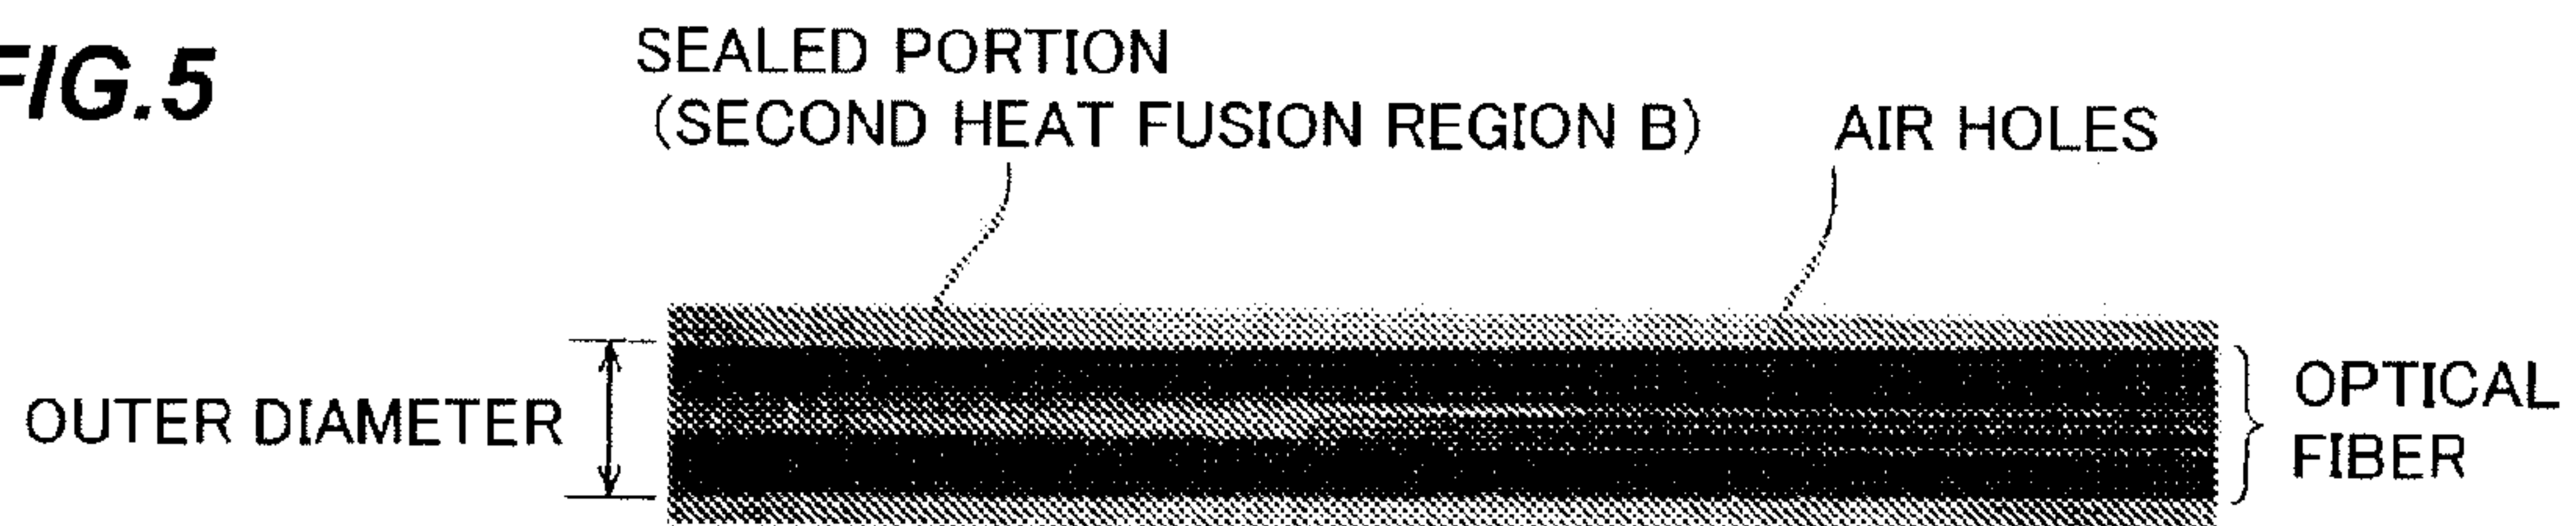 FIG.5
SEALED PORTION
(SECOND HEAT FUSION REGION B)
AIR HOLES
OUTER DIAMETER
OPTICAL
FIBER